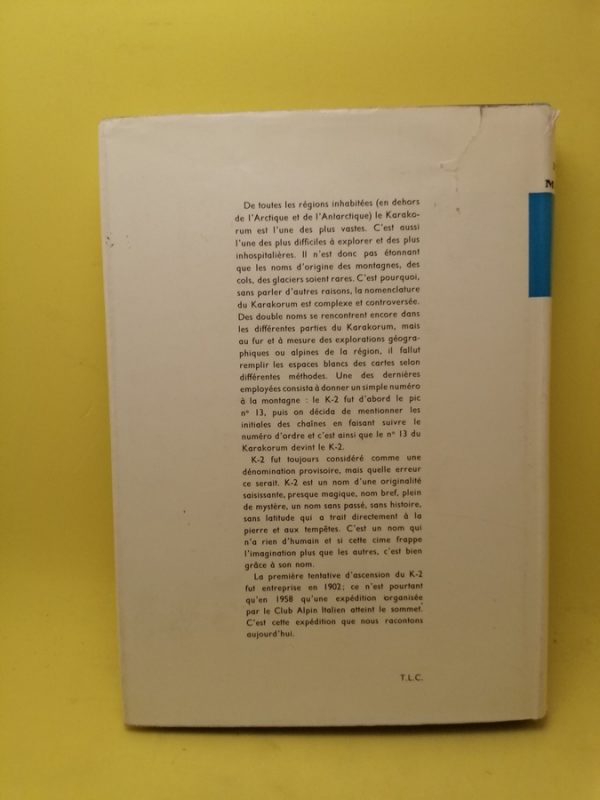 De toutes les régions inhabitées (en dehors
de l'Arctique et de l'Antarctique) le Karako-
rum est l'une des plus vastes. C'est aussi
l'une des plus difficiles à explorer et des plus
inhospitalières. Il n'est donc pas étonnant
que les noms d'origine des montagnes, des
cols, des glaciers soient rares. C'est pourquoi,
sans parler d'autres raisons, la nomenclature
du Karakorum est complexe et controversée.
Des double noms se rencontrent encore dans
les différentes parties du Karakorum, mais
au fur et à mesure des explorations géogra-
phiques ou alpines de la région, il fallut
remplir les espaces blancs des cartes selon
différentes méthodes. Une des dernières
employées consista à donner un simple numéro
à la montagne : le K-2 fut d'abord le pic
n° 13, puis on décida de mentionner les
initiales des chaînes en faisant suivre le
numéro d'ordre et c'est ainsi que le n° 13 du
Karakorum devint le K-2.
K-2 fut toujours considéré comme une
dénomination provisoire, mais quelle erreur
ce serait. K-2 est un nom d'une originalité
saisissante, presque magique, nom bref, plein
de mystère, un nom sans passé, sans histoire,
sans latitude qui a trait directement à la
pierre et aux tempêtes. C'est un nom qui
n'a rien d'humain et si cette cime frappe
l'imagination plus que les autres, c'est bien
grâce à son nom.
La première tentative d'ascension du K-2
fut entreprise en 1902; ce n'est pourtant
qu'en 1958 qu'une expédition organisée
par le Club Alpin Italien atteint le sommet.
C'est cette expédition que nous racontons
aujourd'hui.
T.L.C.